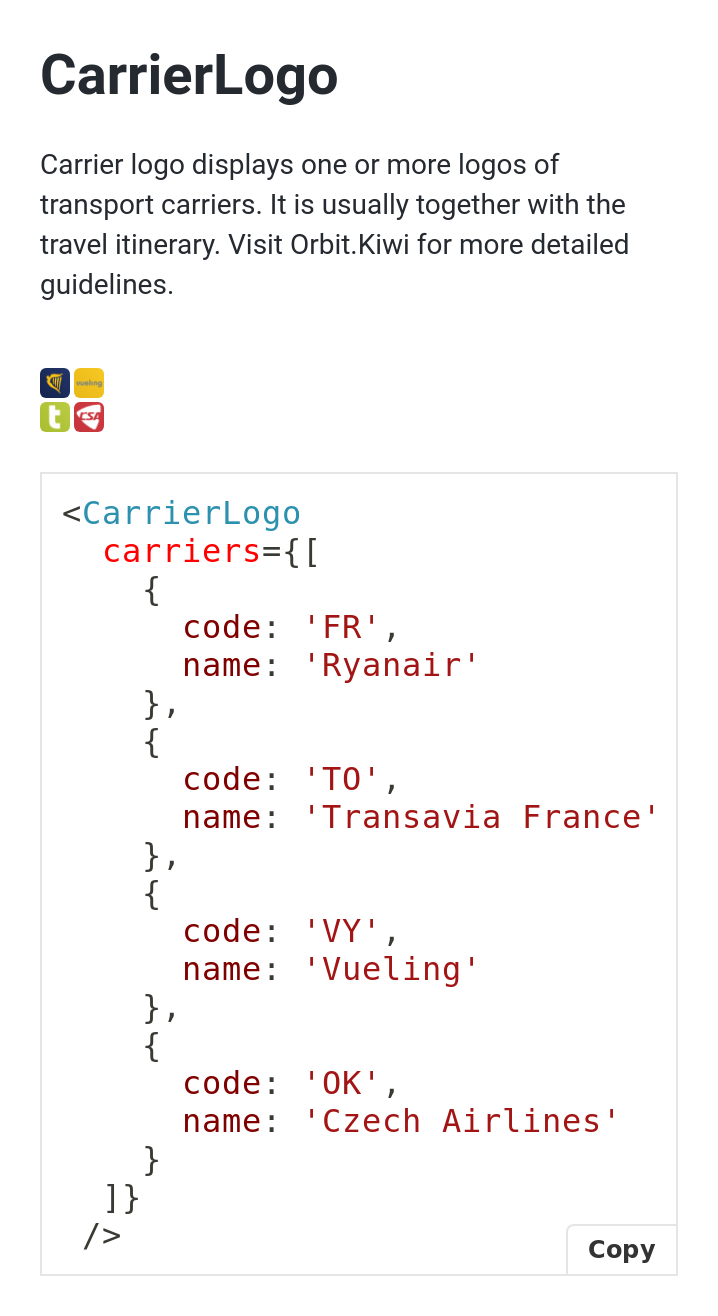 CarrierLogo
Carrier logo displays one or more logos of
transport carriers. It is usually together with the
travel itinerary. Visit Orbit.Kiwi for more detailed
guidelines.
vueling
t CSA
<CarrierLogo
  carriers={[
    {
      code: 'FR',
      name: 'Ryanair'
    },
    {
      code: 'TO',
      name: 'Transavia France'
    },
    {
      code: 'VY',
      name: 'Vueling'
    },
    {
      code: 'OK',
      name: 'Czech Airlines'
    }
  ]}
 />
Copy